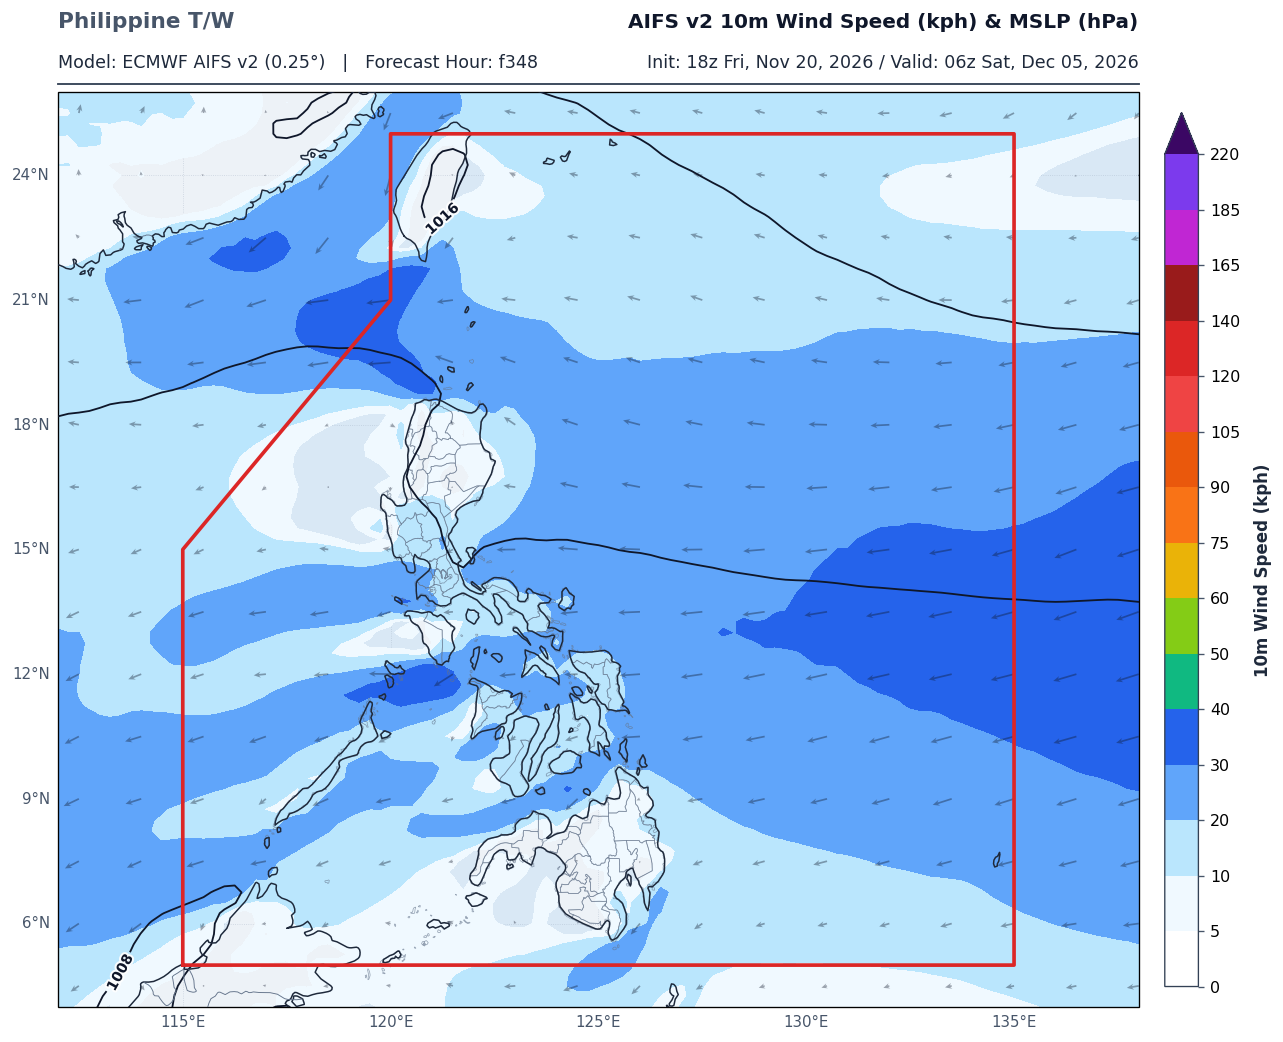 Philippine T/W
AIFS v2 10m Wind Speed (kph) & MSLP (hPa)
Model: ECMWF AIFS v2 (0.25°) | Forecast Hour: f348
Init: 18z Fri, Nov 20, 2026 / Valid: 06z Sat, Dec 05, 2026
24°N
21°N
18°N
15°N
12°N
9°N
6°N
1016
1008
115°E
120°E
125°E
130°E
135°E
220
185
165
140
120
105
90
75
60
50
40
30
20
10
5
0
10m Wind Speed (kph)